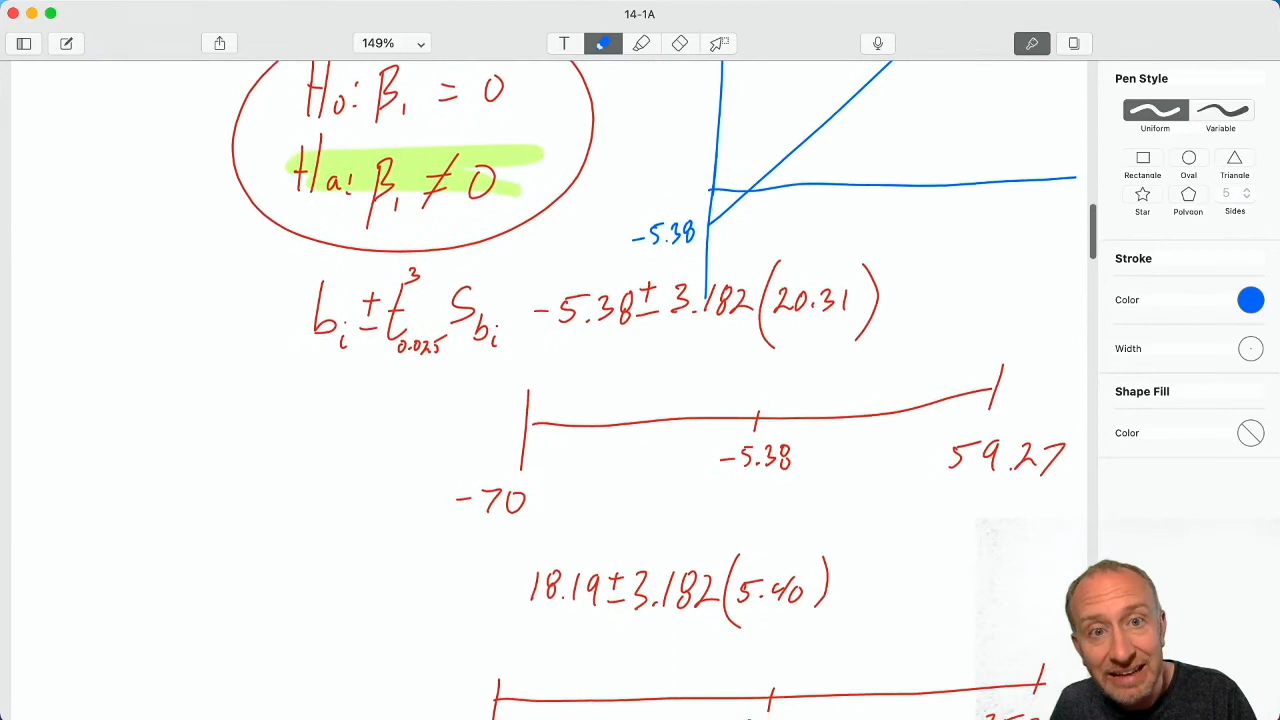 14-1A
149%
T
H0: β1 = 0
Ha: β1 ≠ 0
-5.38
bi ± t 3 0.025 Sbi -5.38 ± 3.182 (20.31)
-5.38
59.27
-70
18.19 ± 3.182 (5.40)
Pen Style
Uniform Variable
Rectangle Oval Triangle
Star Polygon 5 Sides
Stroke
Color
Width
Shape Fill
Color